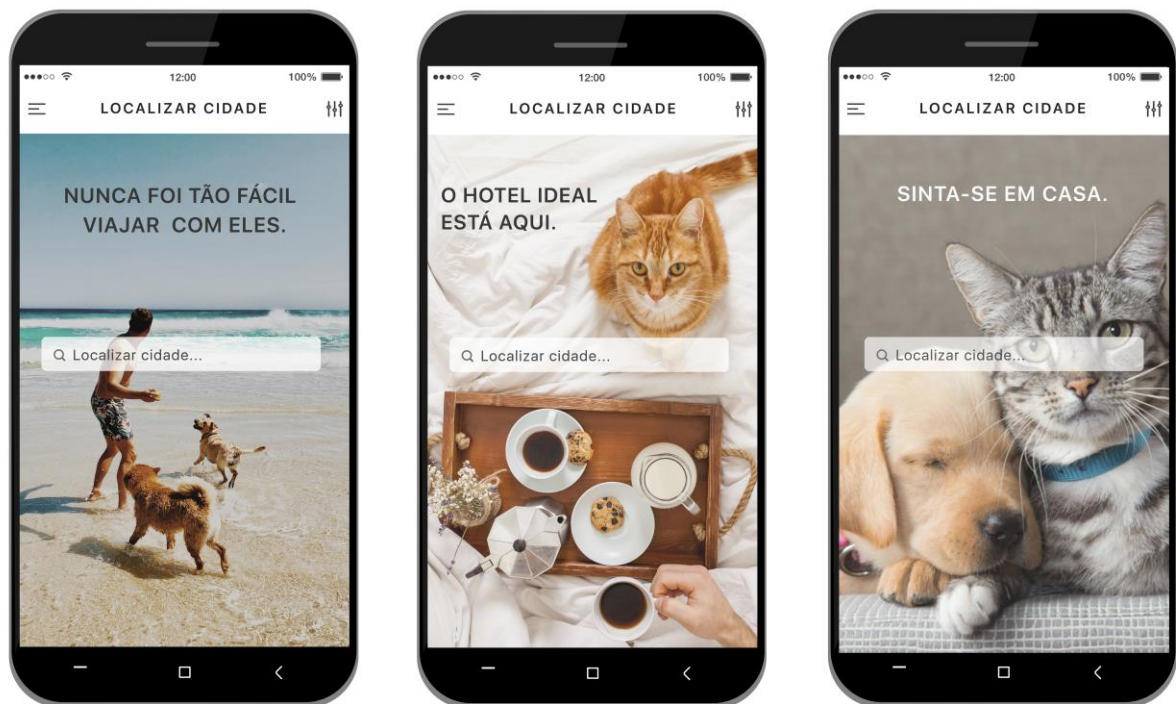 12:00
100%
LOCALIZAR CIDADE
NUNCA FOI TÃO FÁCIL
VIAJAR COM ELES.
Localizar cidade...
12:00
100%
LOCALIZAR CIDADE
O HOTEL IDEAL
ESTÁ AQUI.
Localizar cidade...
12:00
100%
LOCALIZAR CIDADE
SINTA-SE EM CASA.
Localizar cidade...